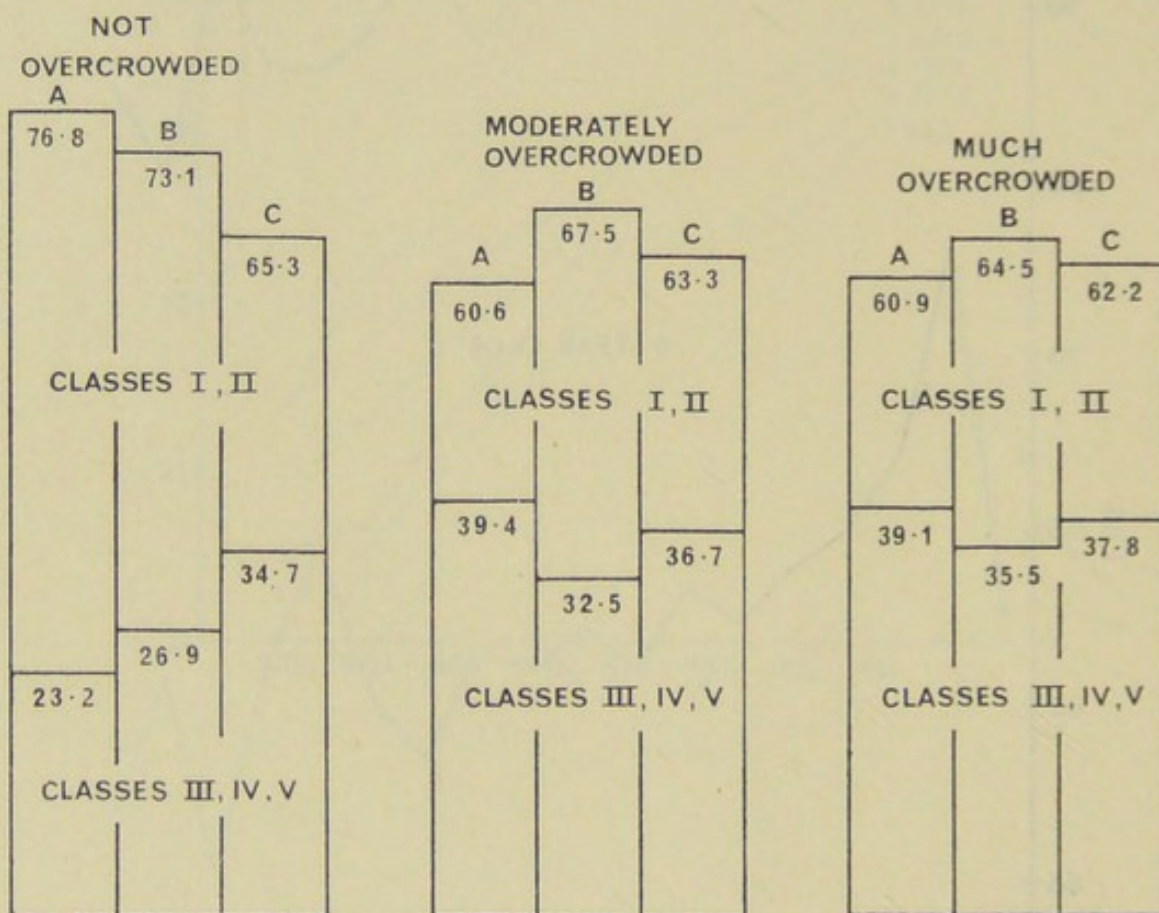 NOT
OVERCROWDED
A
76·8
B
73·1
C
65·3
CLASSES I, II
34·7
26·9
23·2
CLASSES III, IV, V
MODERATELY
OVERCROWDED
B
67·5
A
60·6
C
63·3
CLASSES I, II
39·4
36·7
32·5
CLASSES III, IV, V
MUCH
OVERCROWDED
B
64·5
A
60·9
C
62·2
CLASSES I, II
39·1
37·8
35·5
CLASSES III, IV, V